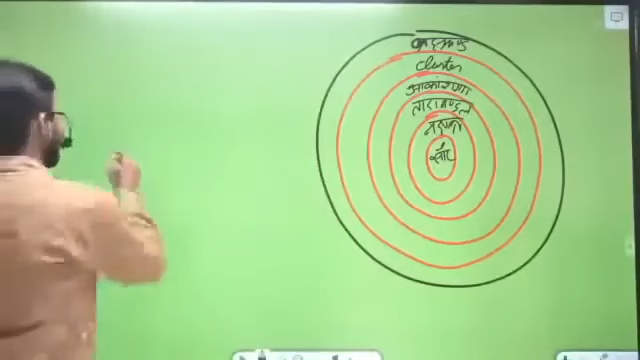 ब्रह्माण्ड
cluster
आकाशगंगा
तारामण्डल
सौर